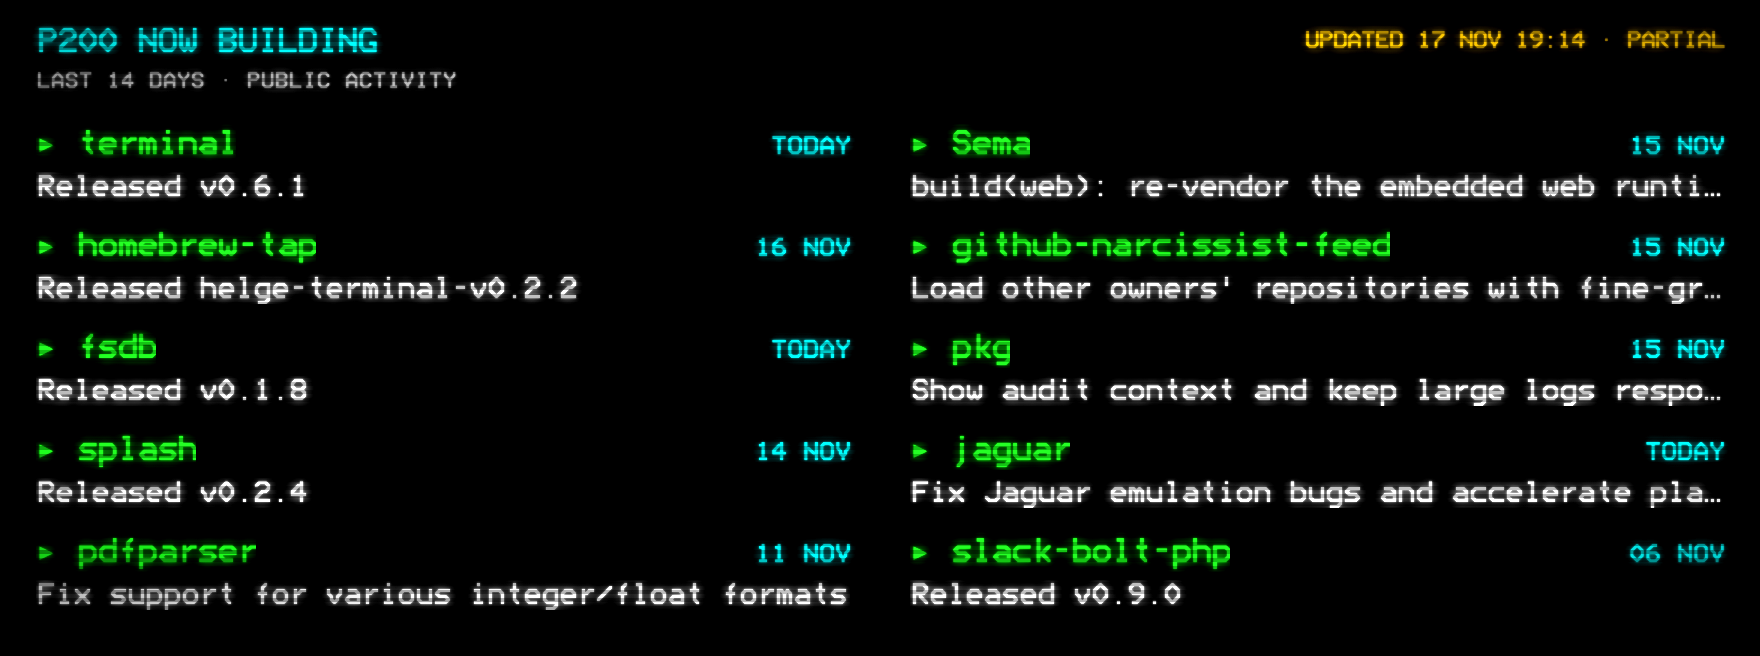 P200 NOW BUILDING
UPDATED 17 NOV 19:14 · PARTIAL
LAST 14 DAYS · PUBLIC ACTIVITY
► terminal TODAY
Released v0.6.1
► homebrew-tap 16 NOV
Released helge-terminal-v0.2.2
► fsdb TODAY
Released v0.1.8
► splash 14 NOV
Released v0.2.4
► pdfparser 11 NOV
Fix support for various integer/float formats
► Sema 15 NOV
build(web): re-vendor the embedded web runti…
► github-narcissist-feed 15 NOV
Load other owners' repositories with fine-gr…
► pkg 15 NOV
Show audit context and keep large logs respo…
► jaguar TODAY
Fix Jaguar emulation bugs and accelerate pla…
► slack-bolt-php 06 NOV
Released v0.9.0